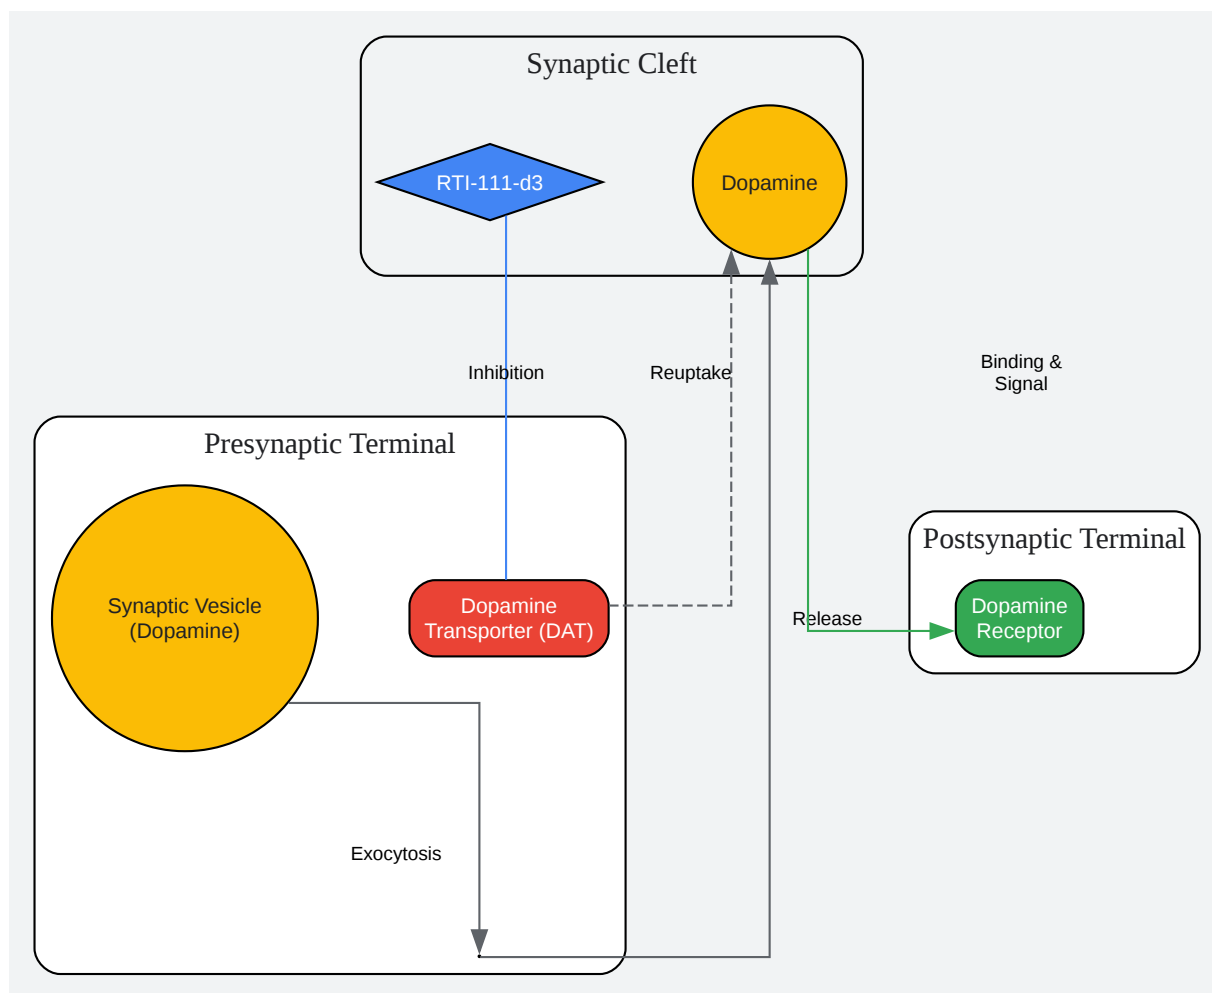 Synaptic Cleft
RTI-111-d3
Dopamine
Inhibition
Reuptake
Binding &
Signal
Presynaptic Terminal
Synaptic Vesicle
(Dopamine)
Dopamine
Transporter (DAT)
Release
Postsynaptic Terminal
Dopamine
Receptor
Exocytosis